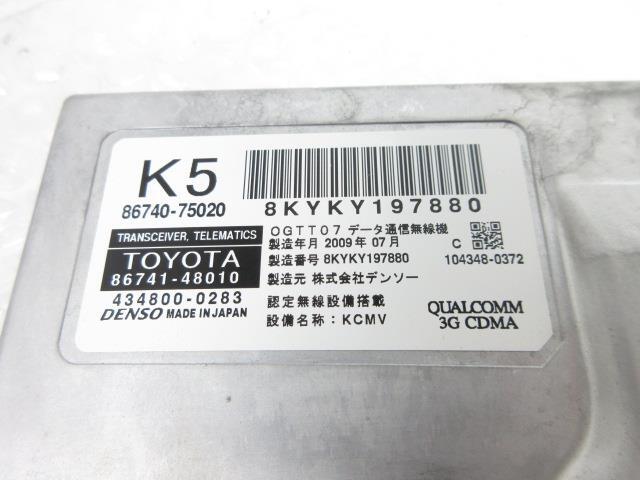 K5
86740-75020
8KYKY197880
TRANSCEIVER, TELEMATICS
TOYOTA
86741-48010
434800-0283
DENSO MADE IN JAPAN
OGTT07 データ通信無線機
製造年月 2009年07月 C
製造番号 8KYKY197880 104348-0372
製造元 株式会社デンソー
認定無線設備搭載
設備名称：KCMV
QUALCOMM
3G CDMA